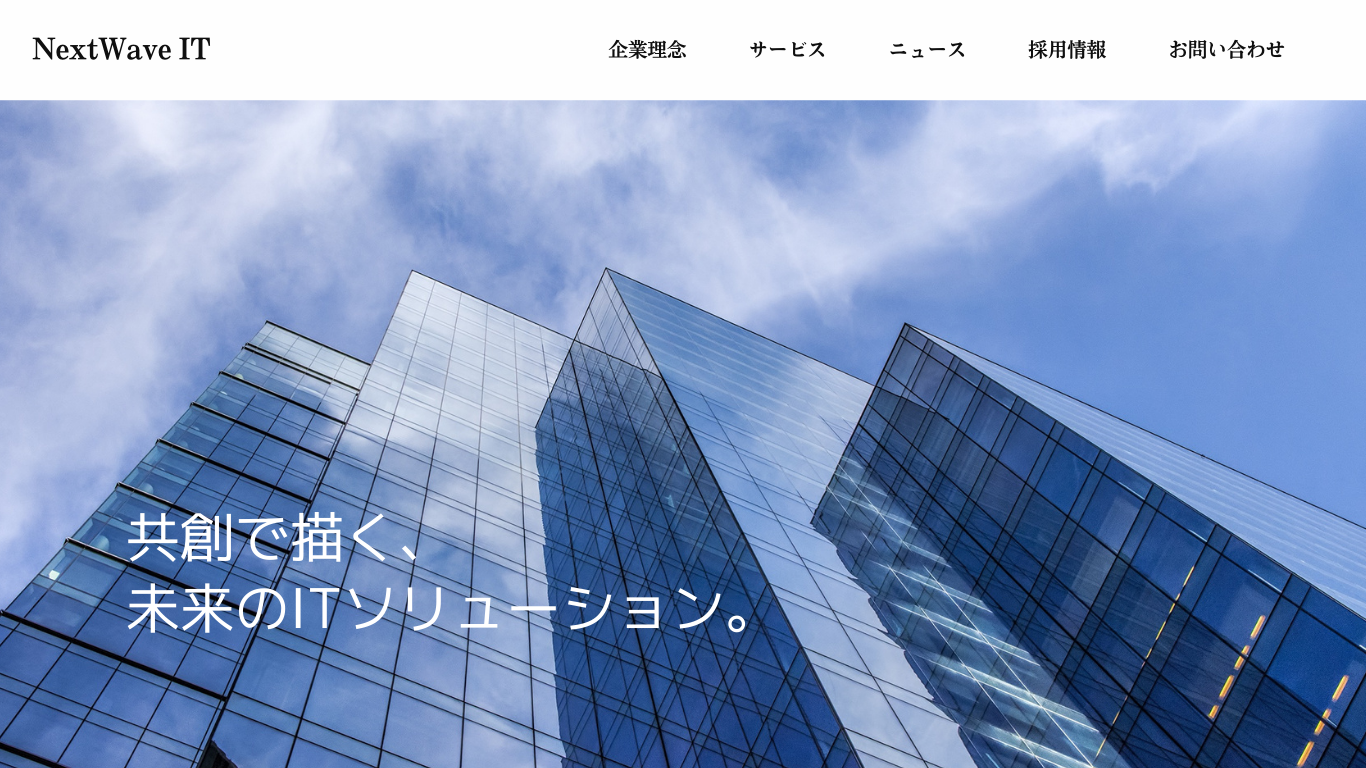 NextWave IT
企業理念 サービス ニュース 採用情報 お問い合わせ
共創で描く、
未来のITソリューション。